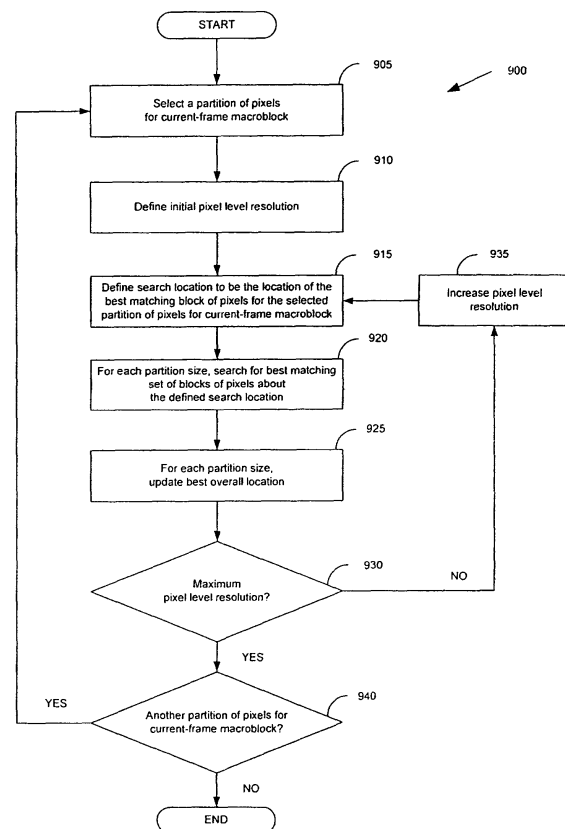 START
905
900
Select a partition of pixels
for current-frame macroblock
910
Define initial pixel level resolution
915
935
Define search location to be the location of the
best matching block of pixels for the selected
partition of pixels for current-frame macroblock
Increase pixel level
resolution
920
For each partition size, search for best matching
set of blocks of pixels about
the defined search location
925
For each partition size,
update best overall location
930
Maximum
pixel level resolution?
NO
YES
940
YES
Another partition of pixels for
current-frame macroblock?
NO
END